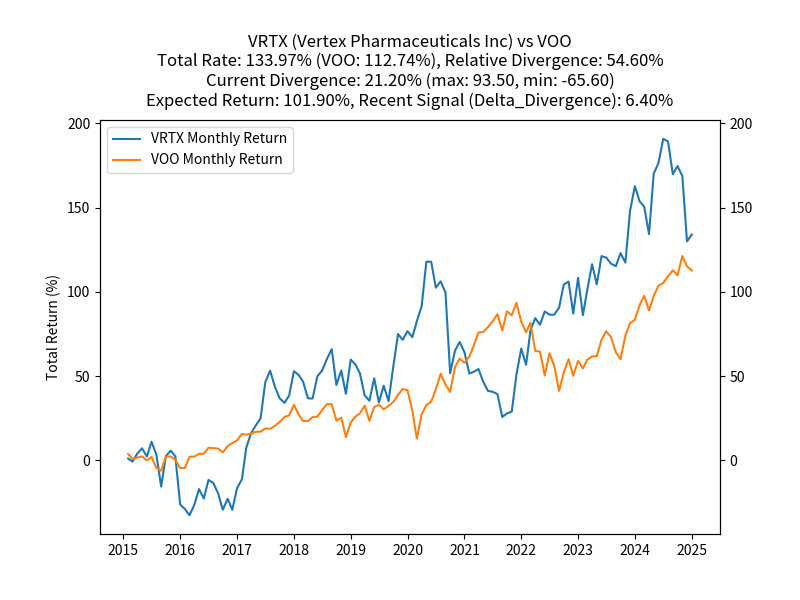 VRTX (Vertex Pharmaceuticals Inc) vs VOO
Total Rate: 133.97% (VOO: 112.74%), Relative Divergence: 54.60%
Current Divergence: 21.20% (max: 93.50, min: -65.60)
Expected Return: 101.90%, Recent Signal (Delta_Divergence): 6.40%
VRTX Monthly Return
VOO Monthly Return
Total Return (%)
200
150
100
50
0
200
150
100
50
0
2015 2016 2017 2018 2019 2020 2021 2022 2023 2024 2025